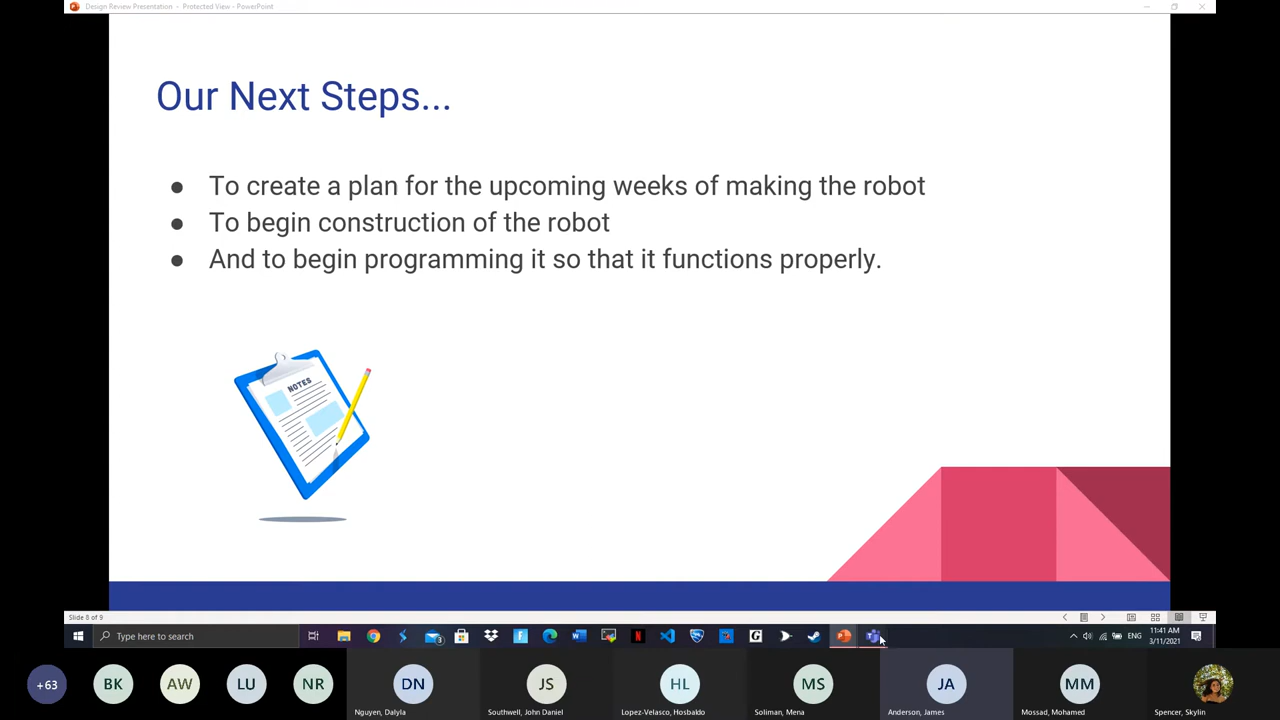 Design Review Presentation - Protected View - PowerPoint
Our Next Steps...
● To create a plan for the upcoming weeks of making the robot
● To begin construction of the robot
● And to begin programming it so that it functions properly.
NOTES
Slide 8 of 9
Type here to search
3
N
G
ENG
11:41 AM
3/11/2021
+63
BK
AW
LU
NR
DN
JS
HL
MS
JA
MM
Nguyen, Dalyla
Southwell, John Daniel
Lopez-Velasco, Hosbaldo
Soliman, Mena
Anderson, James
Mossad, Mohamed
Spencer, Skylin